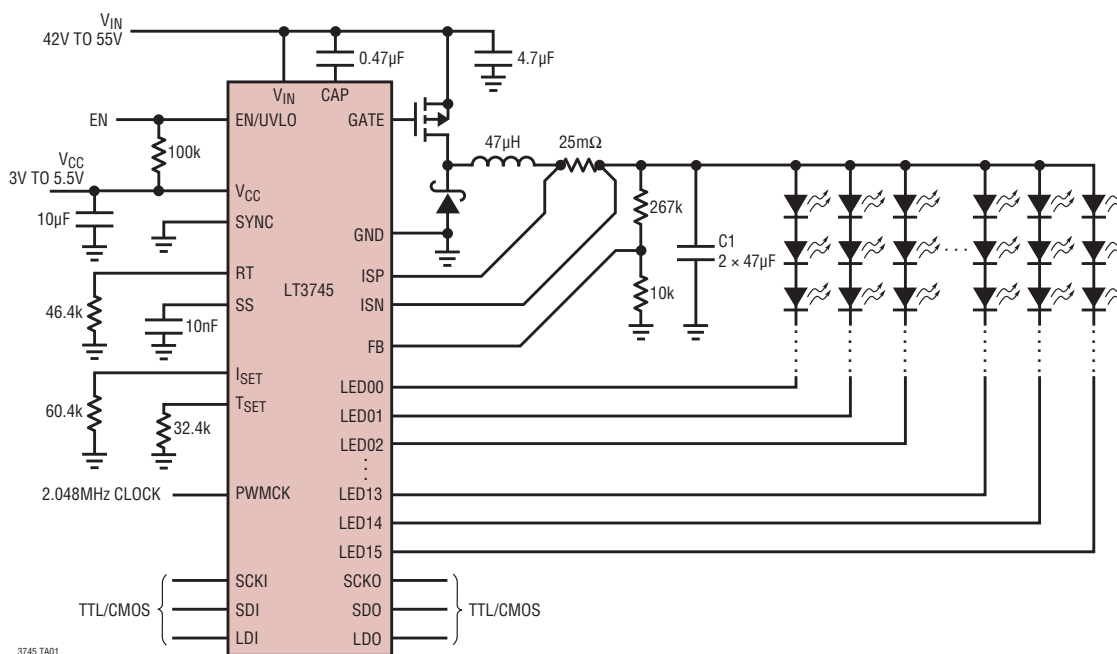 VIN
42V TO 55V
0.47µF
4.7µF
VIN
CAP
EN
EN/UVLO
GATE
100k
47µH
25mΩ
VCC
3V TO 5.5V
VCC
10µF
SYNC
GND
267k
C1
2 × 47µF
ISP
RT
LT3745
10k
ISN
46.4k
SS
10nF
FB
ISET
LED00
TSET
60.4k
32.4k
LED01
LED02
2.048MHz CLOCK
PWMCK
LED13
LED14
LED15
SCKI
SCKO
TTL/CMOS
SDI
SDO
TTL/CMOS
LDI
LDO
3745 TA01